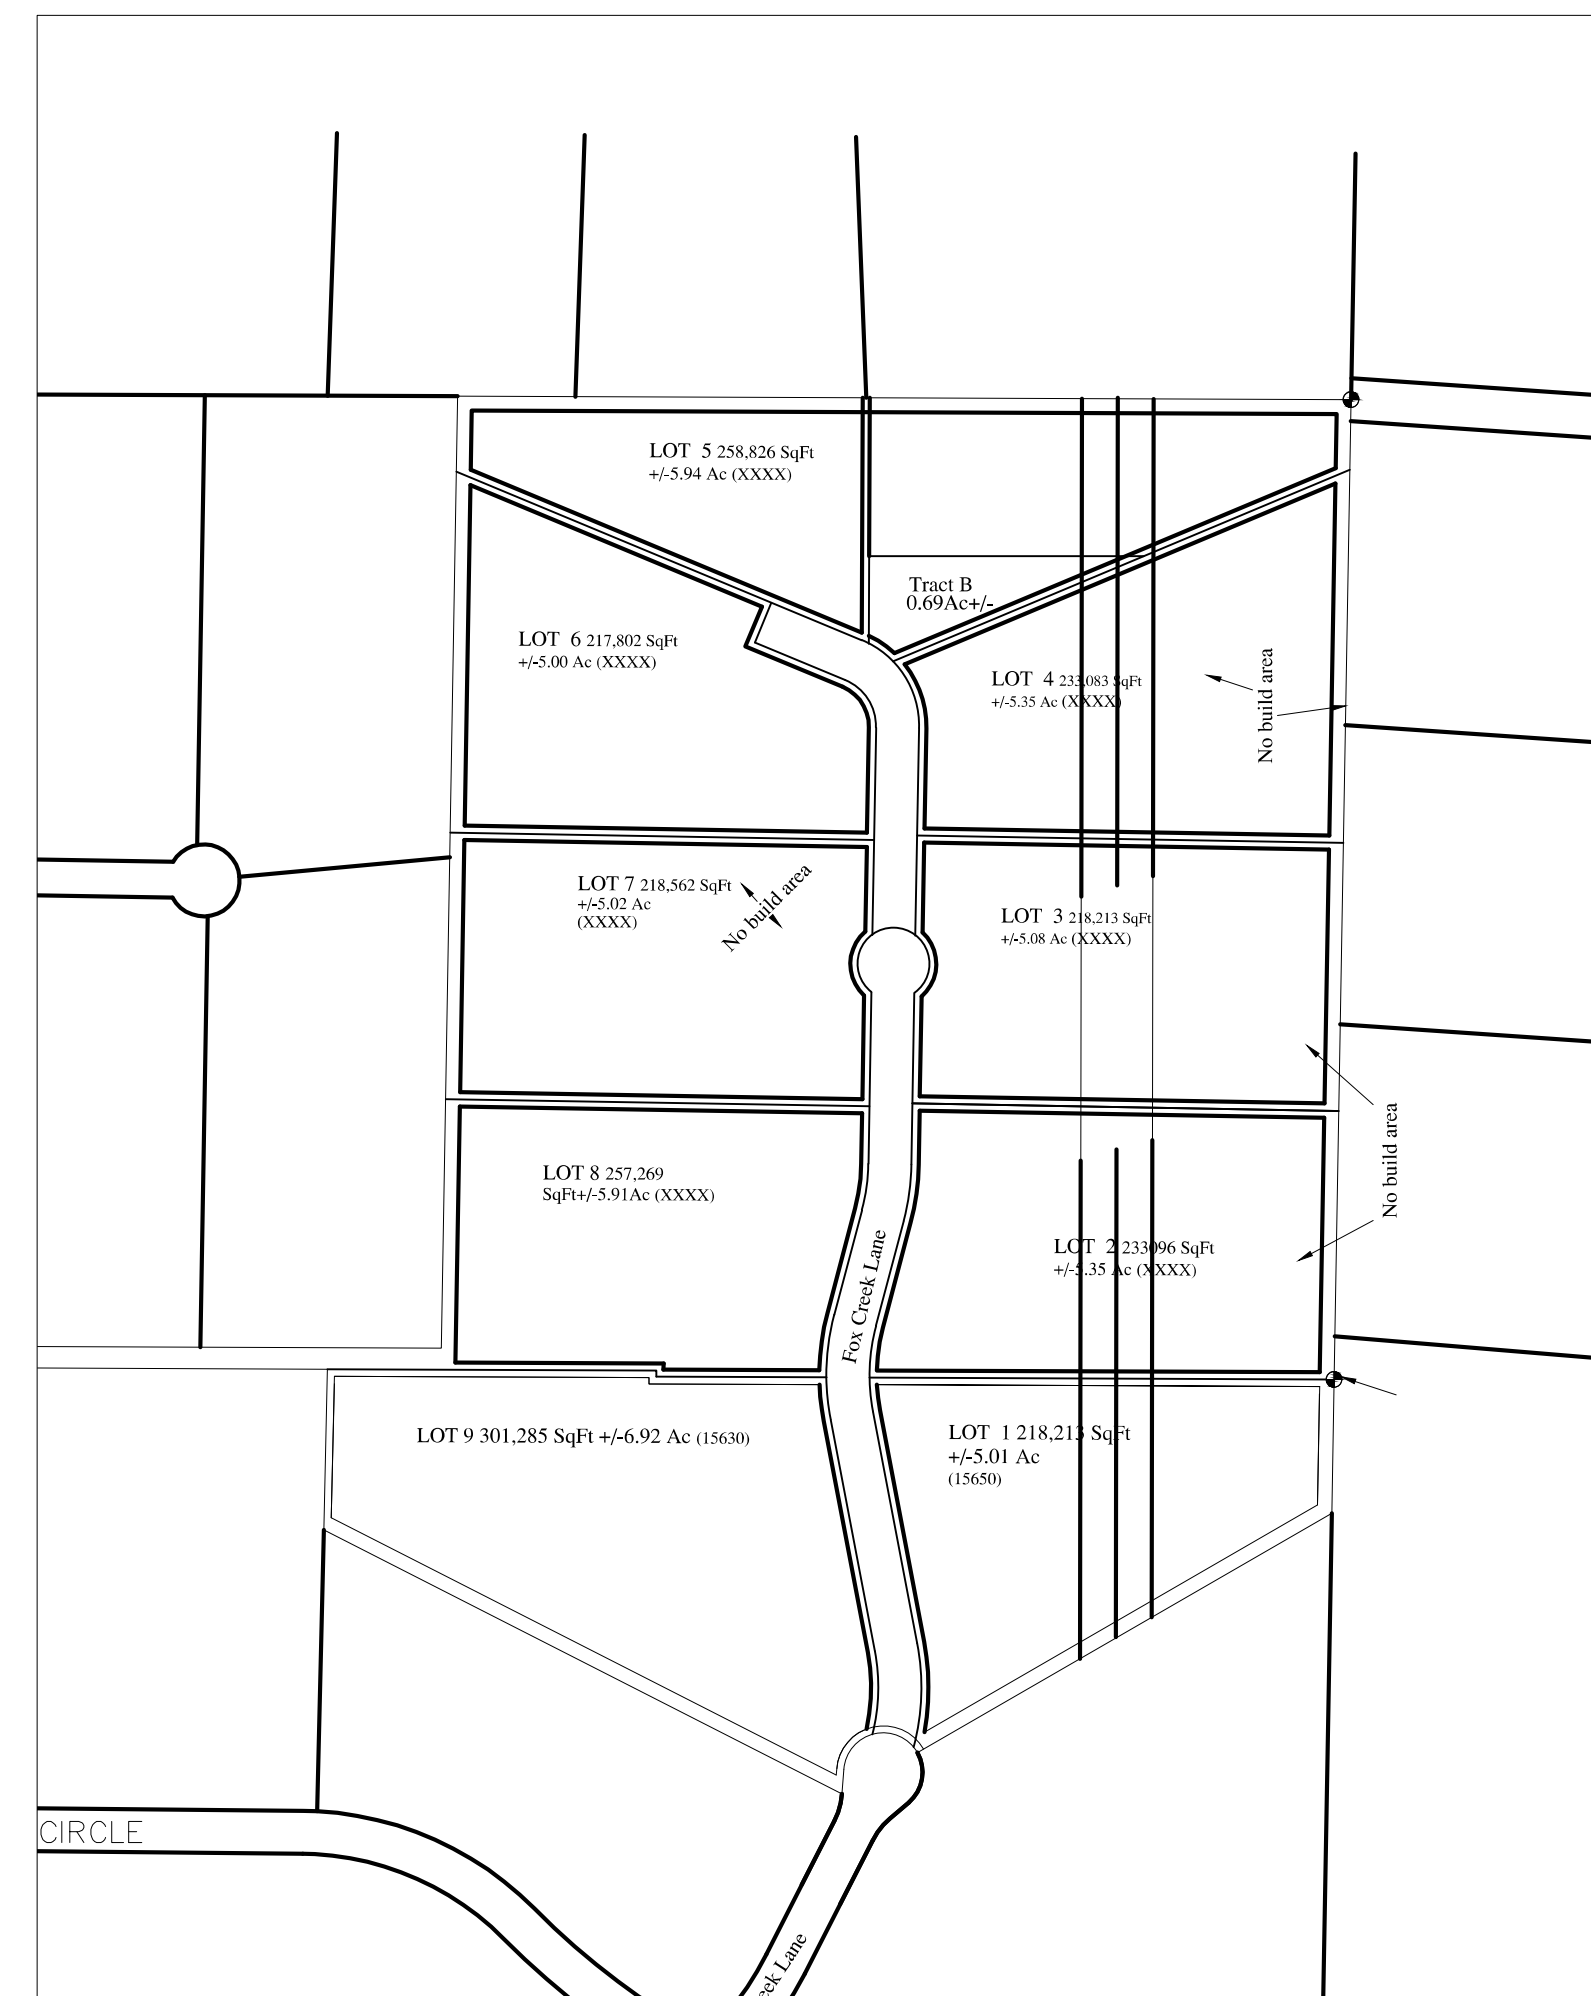 LOT 5 258,826 SqFt
+/-5.94 Ac (XXXX)
Tract B
0.69Ac+/-
LOT 6 217,802 SqFt
+/-5.00 Ac (XXXX)
LOT 4 233,083 SqFt
+/-5.35 Ac (XXXX)
No build area
LOT 7 218,562 SqFt
+/-5.02 Ac
(XXXX)
No build area
LOT 3 218,213 SqFt
+/-5.08 Ac (XXXX)
No build area
LOT 8 257,269
SqFt+/-5.91Ac (XXXX)
Fox Creek Lane
LOT 2 233096 SqFt
+/-5.35 Ac (XXXX)
LOT 9 301,285 SqFt +/-6.92 Ac (15630)
LOT 1 218,213 SqFt
+/-5.01 Ac
(15650)
CIRCLE
eek Lane